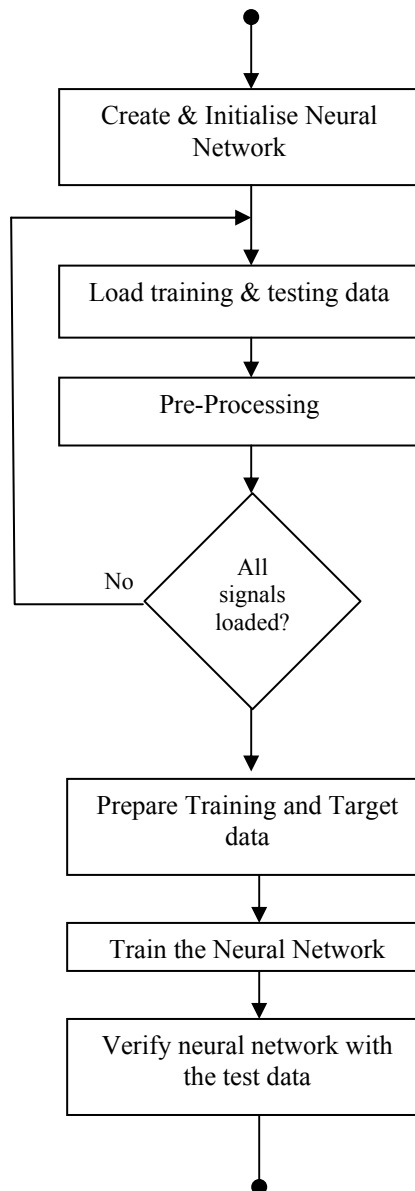 Create & Initialise Neural
Network
Load training & testing data
Pre-Processing
All
signals
loaded?
No
Prepare Training and Target
data
Train the Neural Network
Verify neural network with
the test data